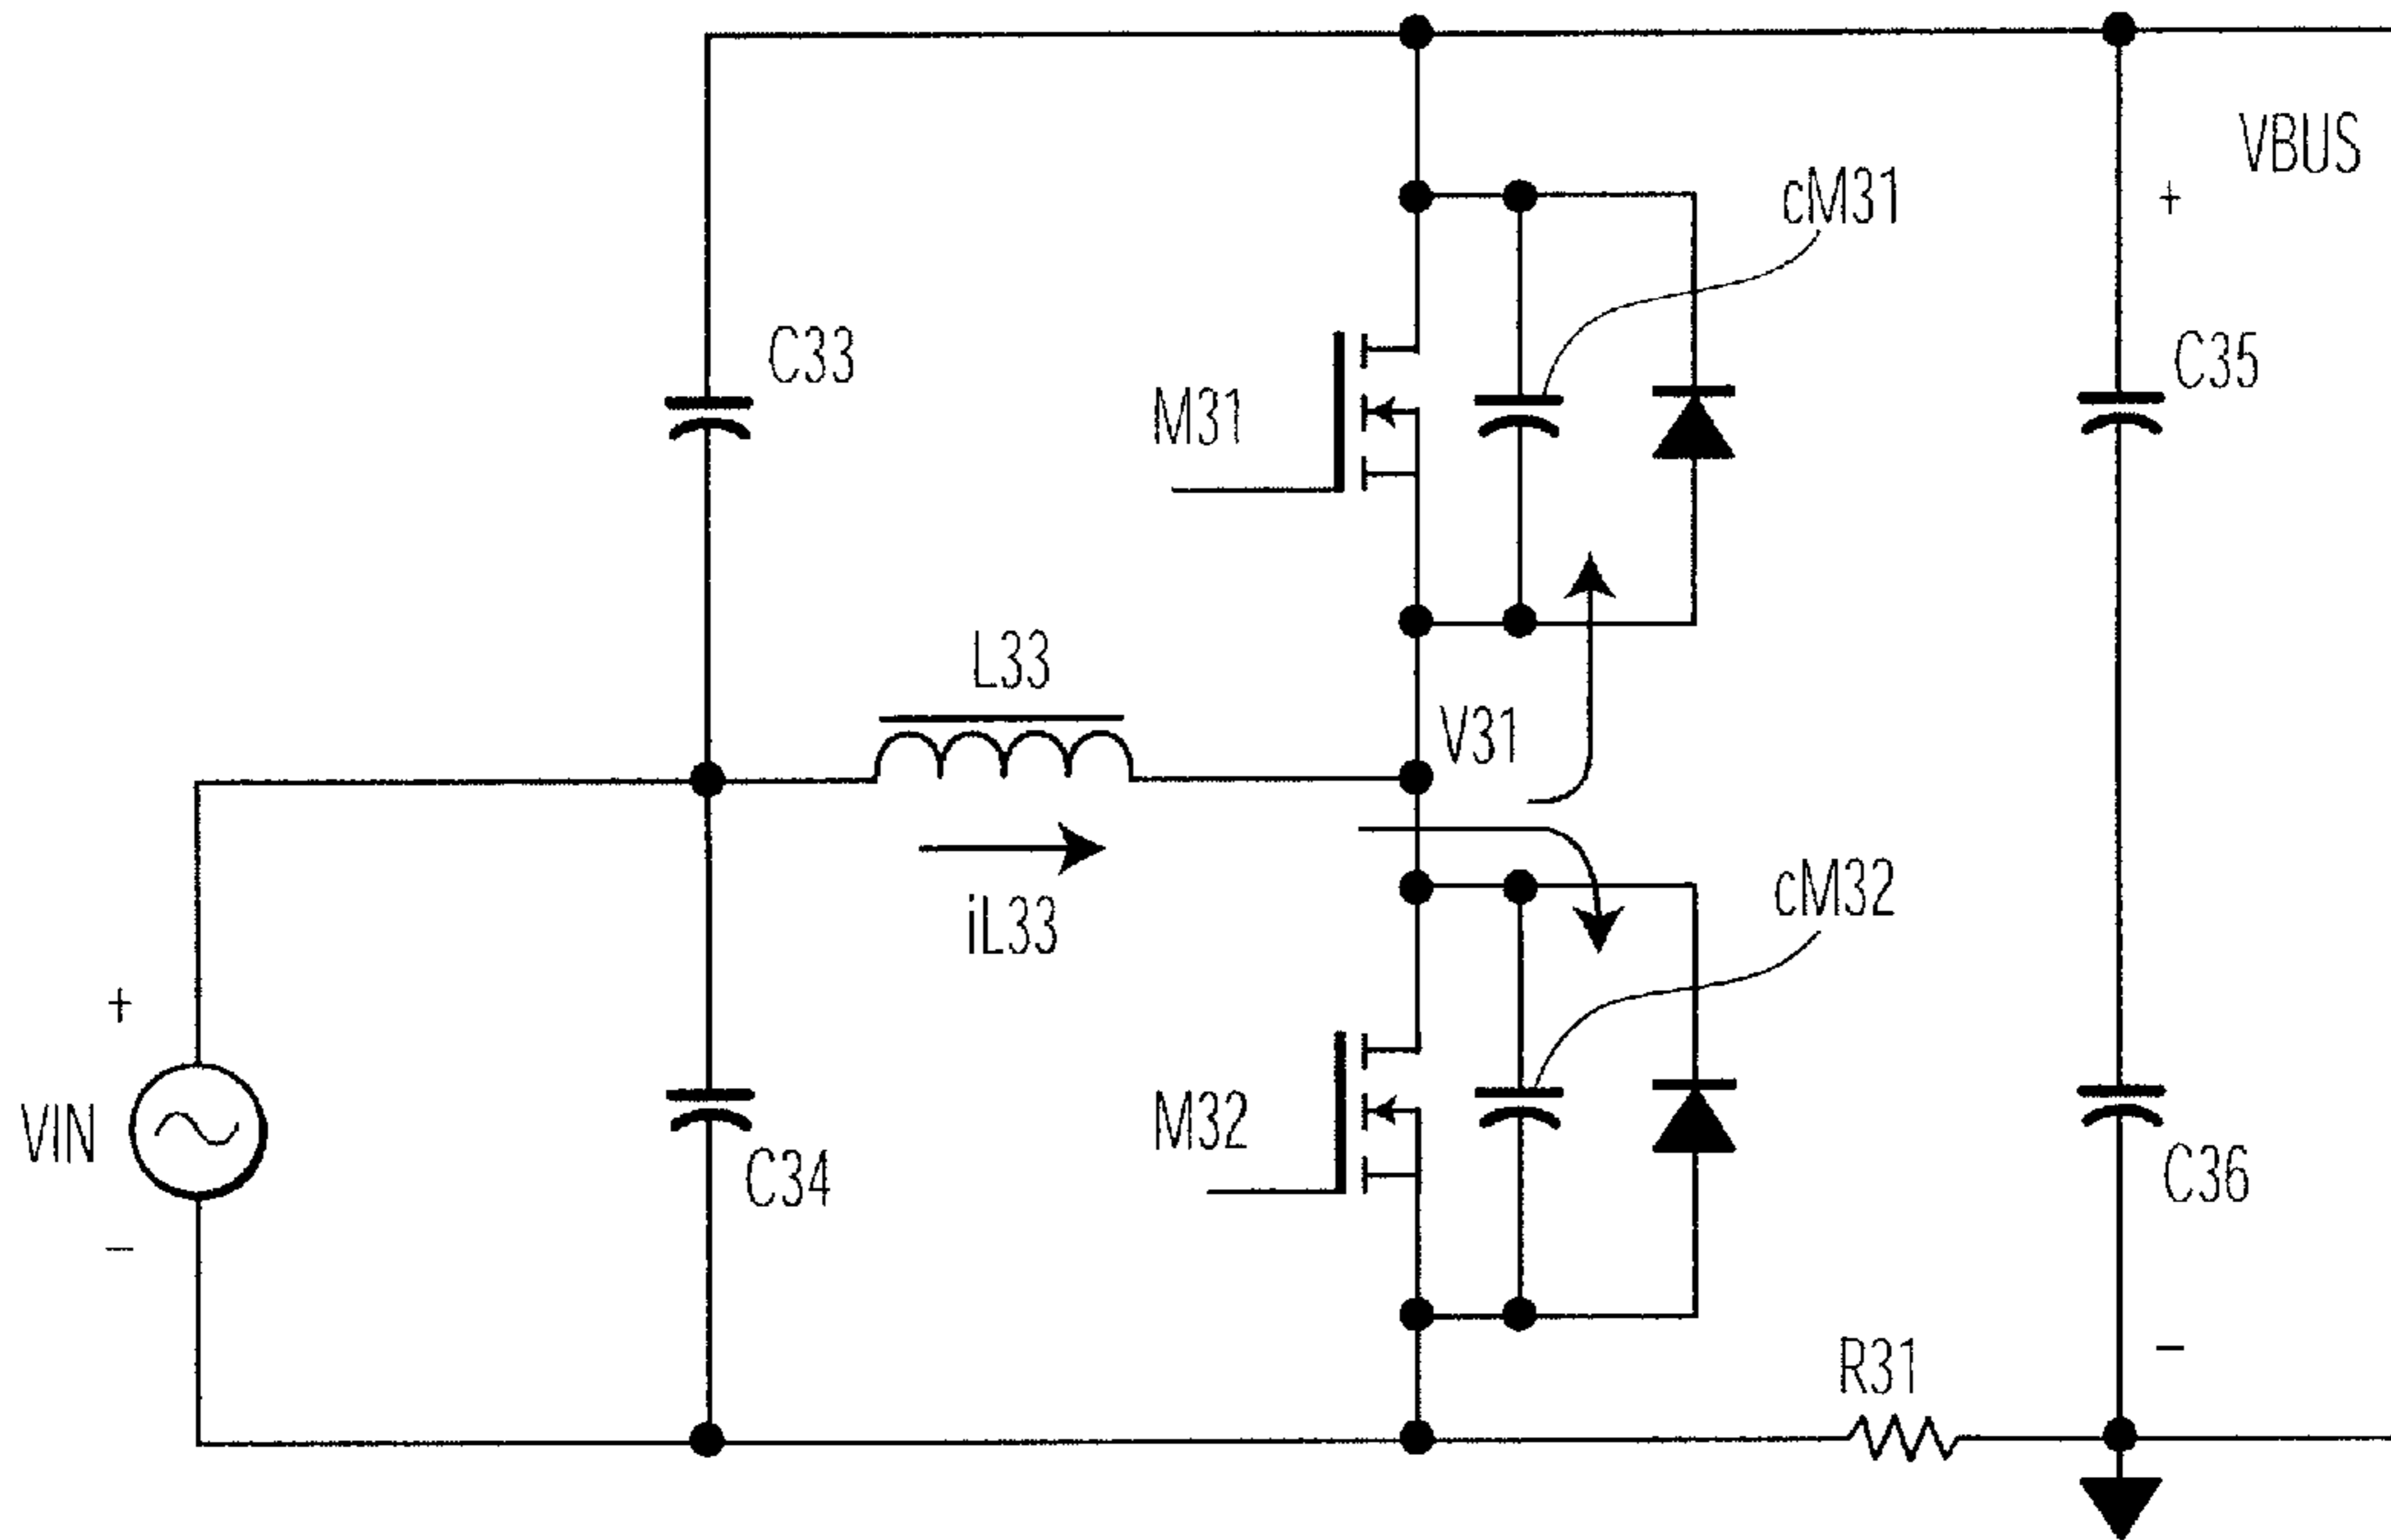 VBUS
+
cM31
C33
C35
M31
L33
V31
iL33
cM32
+
VIN
−
M32
C34
C36
R31
−